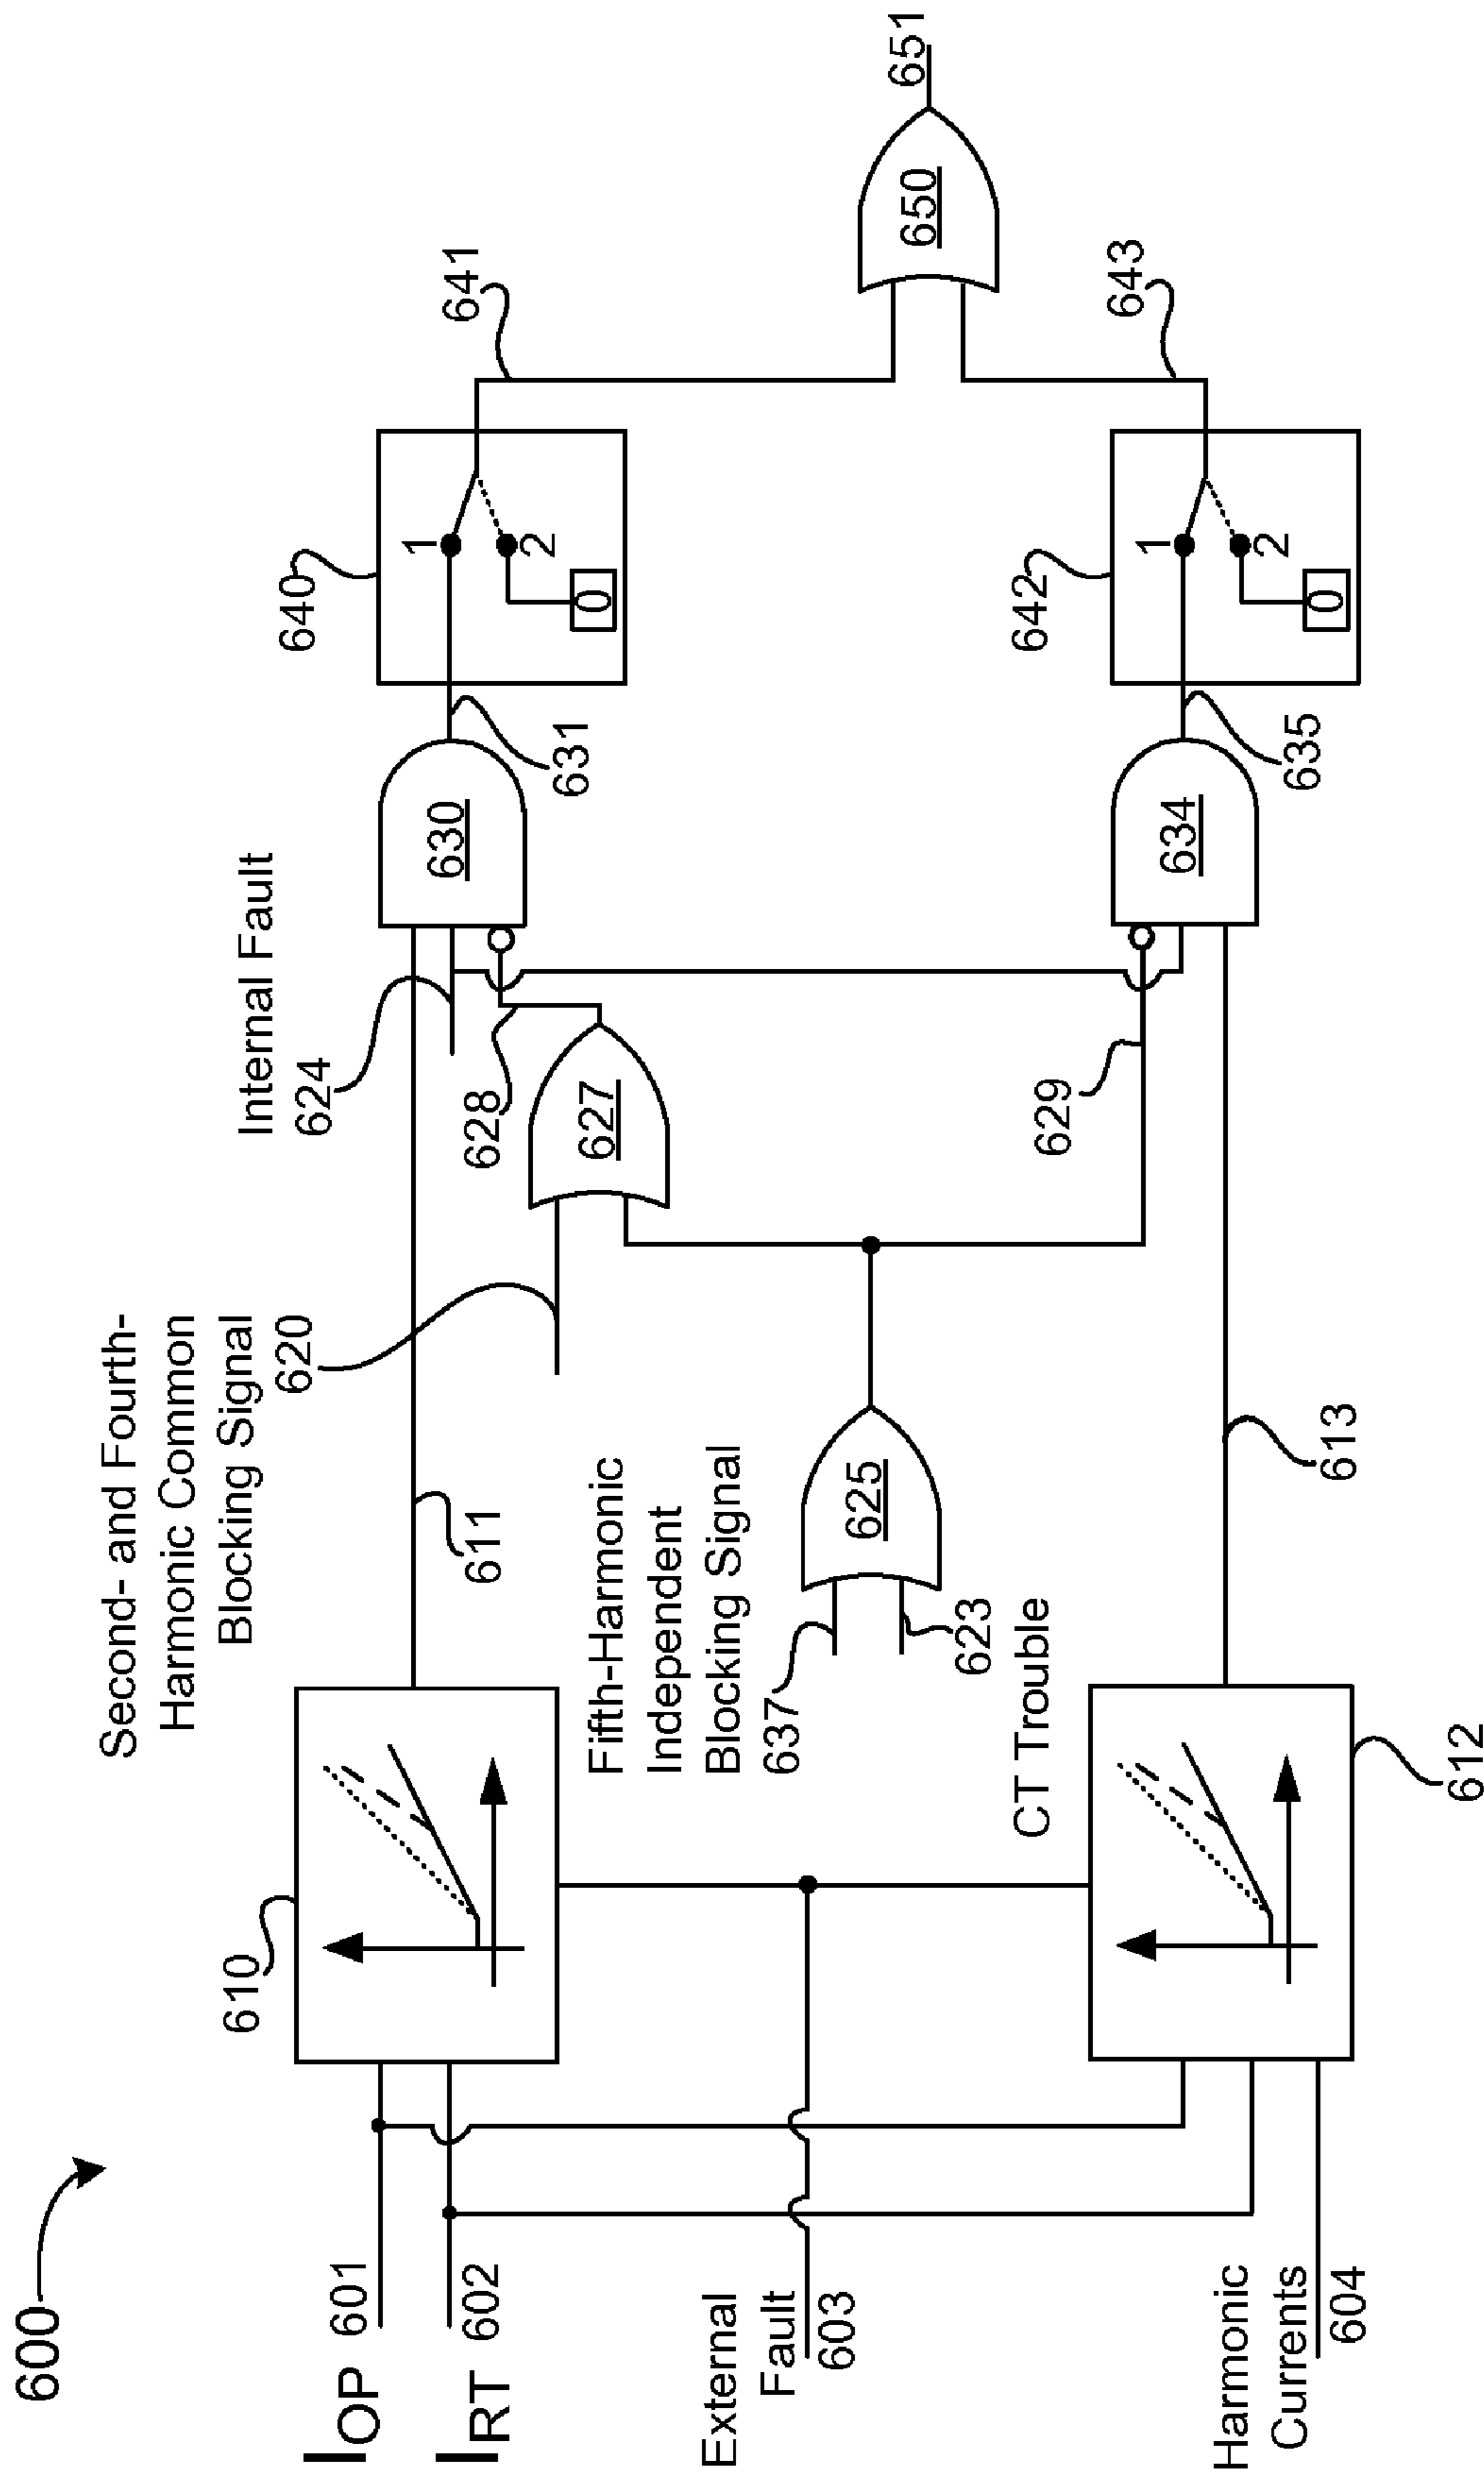 600
I_OP 601
I_RT 602
External
Fault
603
Harmonic
Currents
604
610
612
611
613
Second- and Fourth-
Harmonic Common
Blocking Signal
620
Fifth-Harmonic
Independent
Blocking Signal
637
623
CT Trouble
625
627
628
629
Internal Fault
624
630
631
634
635
640
1
2
0
641
642
1
2
0
643
650
651